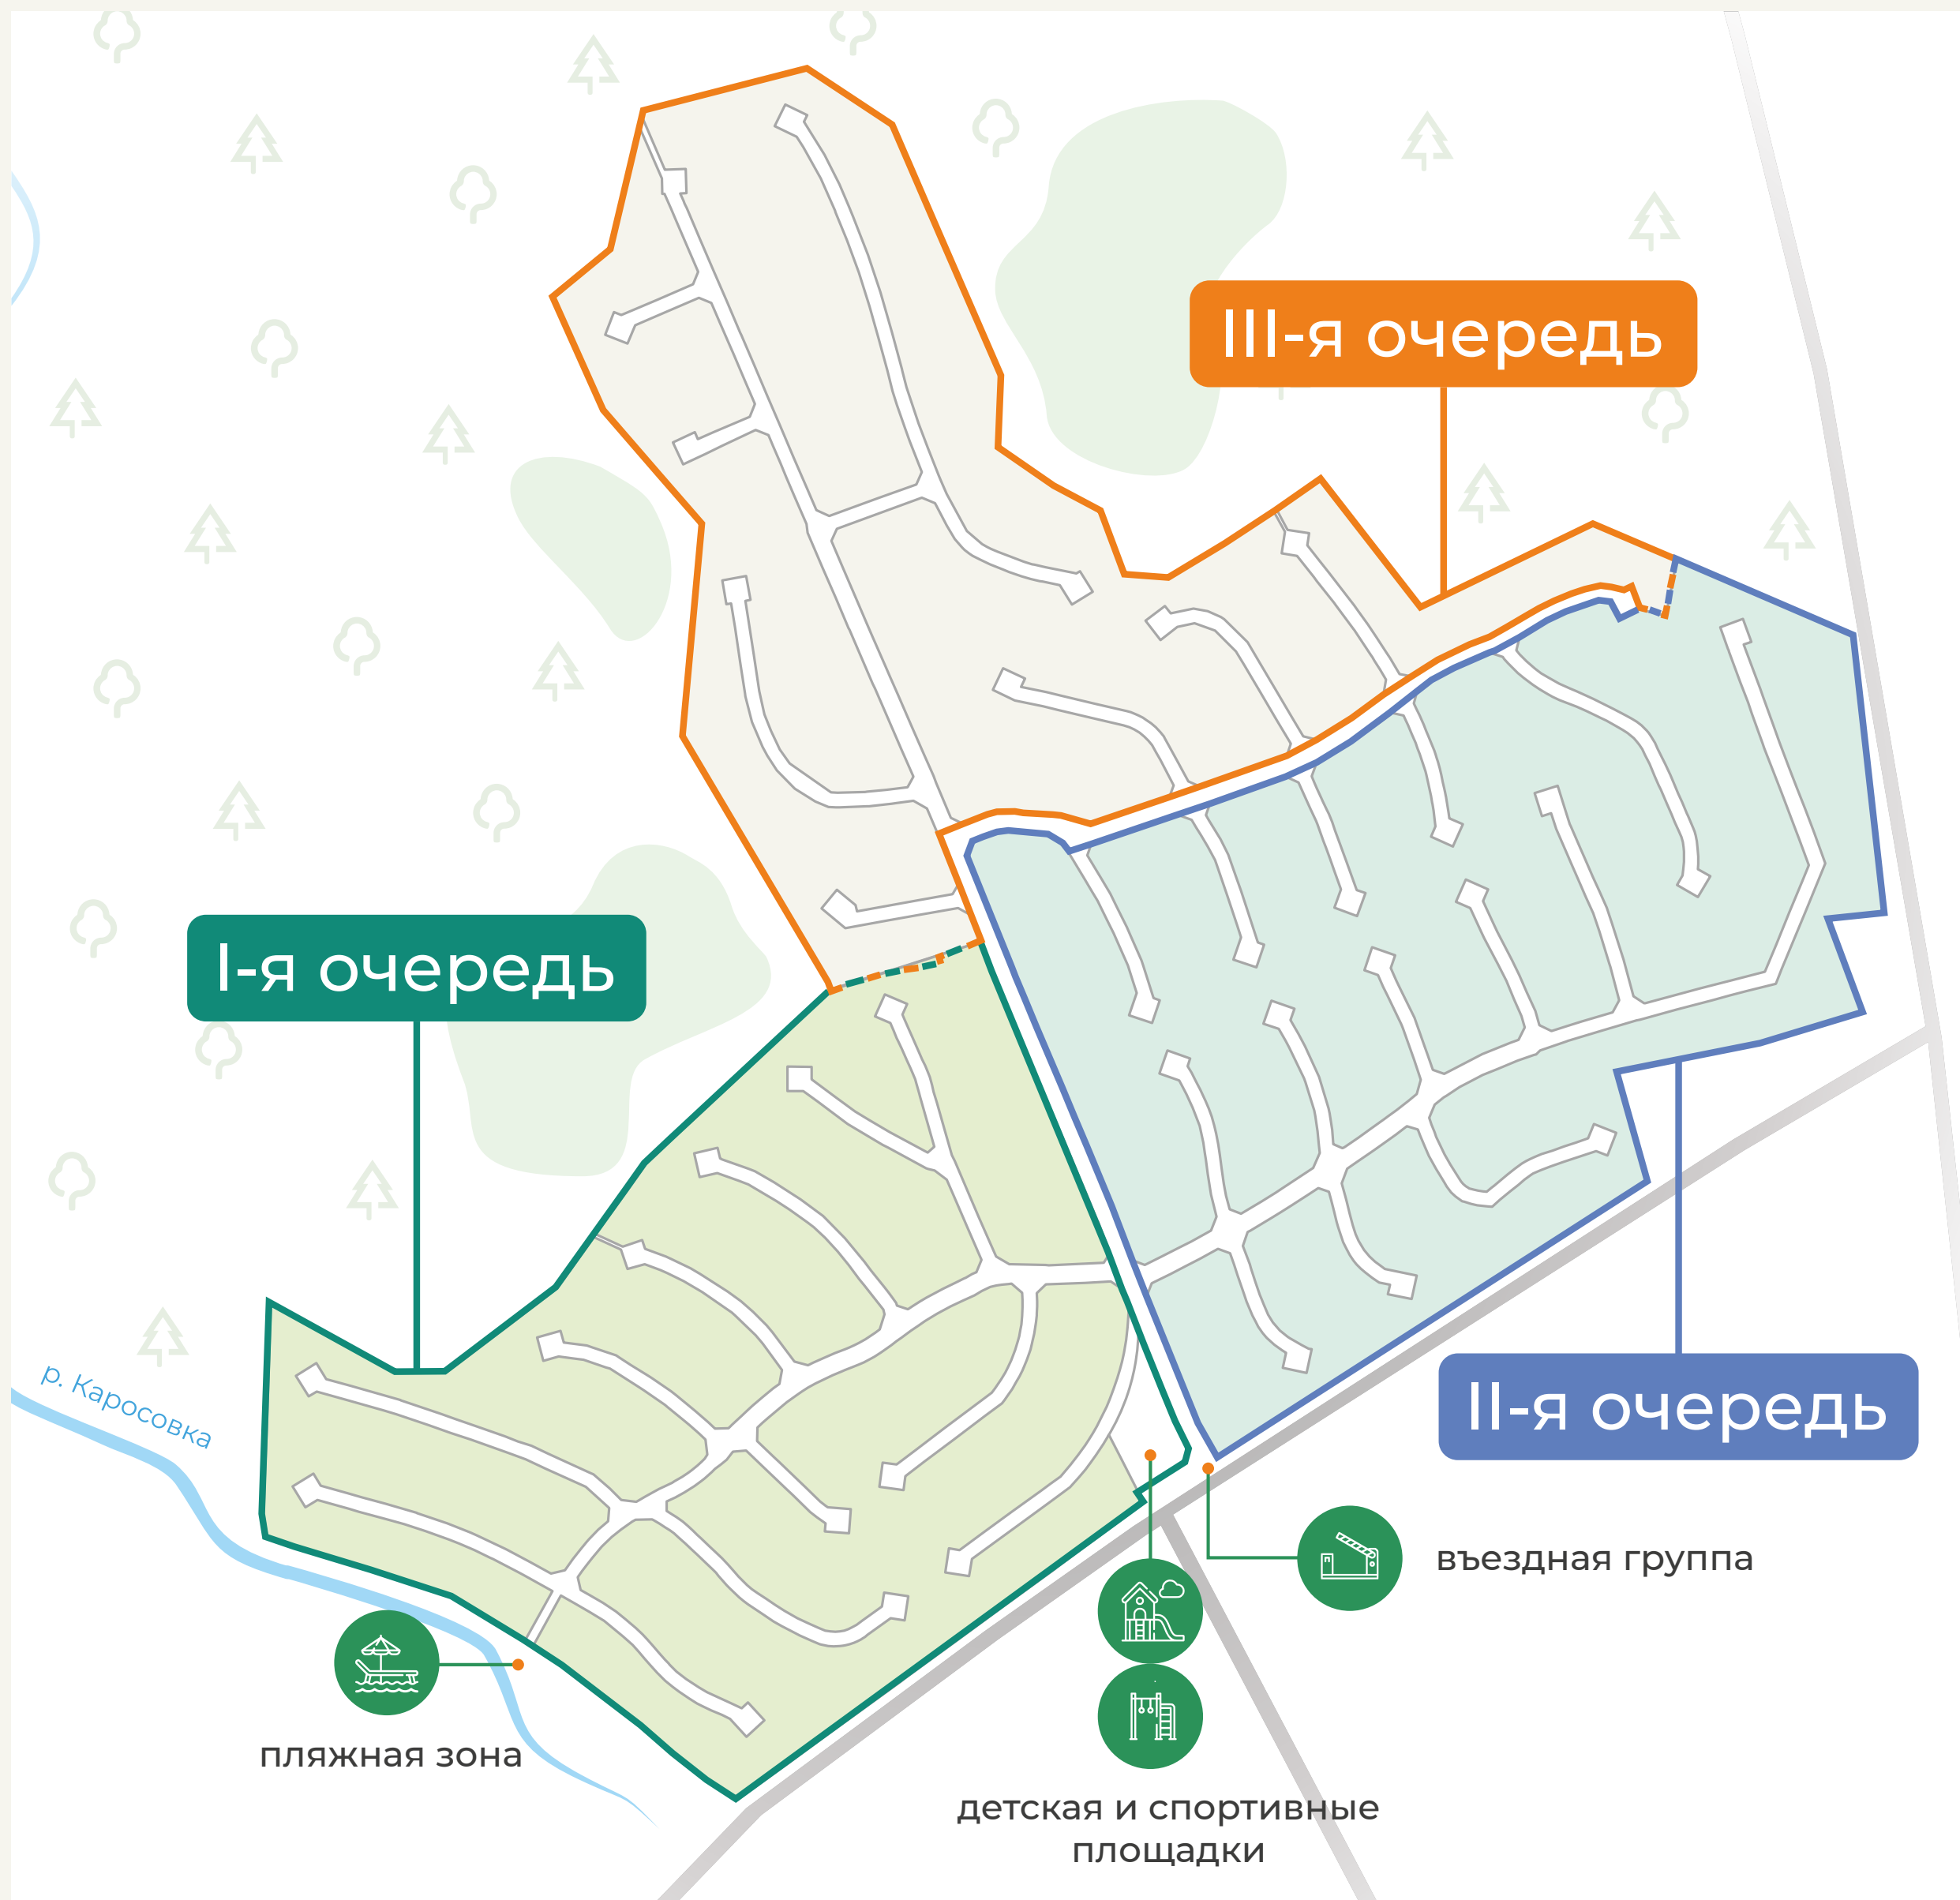 III-я очередь
I-я очередь
р. Каросовка
II-я очередь
въездная группа
пляжная зона
детская и спортивные
площадки